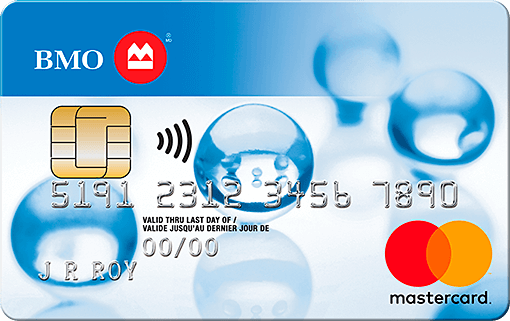 BMO ®
MD
5191 2312 3456 7890
VALID THRU LAST DAY OF /
VALIDE JUSQU'AU DERNIER JOUR DE
00/00
J R ROY
mastercard.